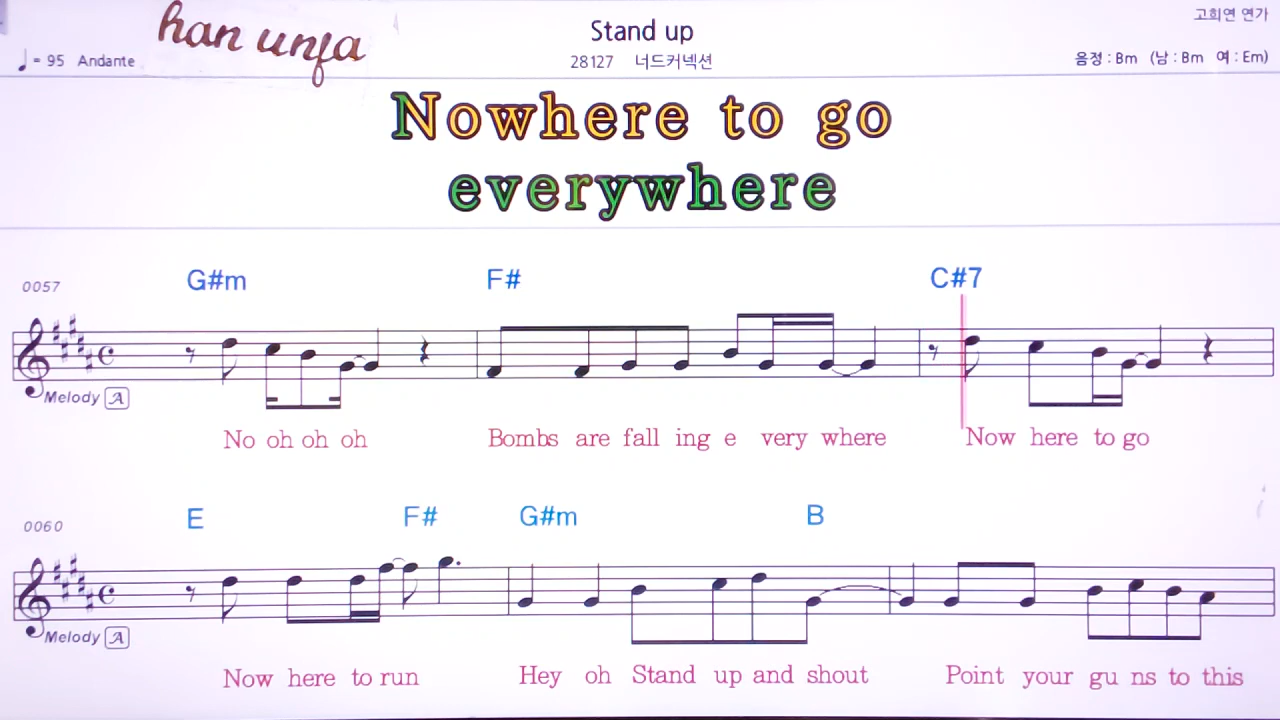 고희연 연가
han unfa
Stand up
♩= 95 Andante
28127 너드커넥션
음정 : Bm (남 : Bm 여 : Em)
Nowhere to go
everywhere
0057 G#m F# C#7
Melody A
No oh oh oh Bombs are fall ing e very where Now here to go
0060 E F# G#m B
Melody A
Now here to run Hey oh Stand up and shout Point your gu ns to this